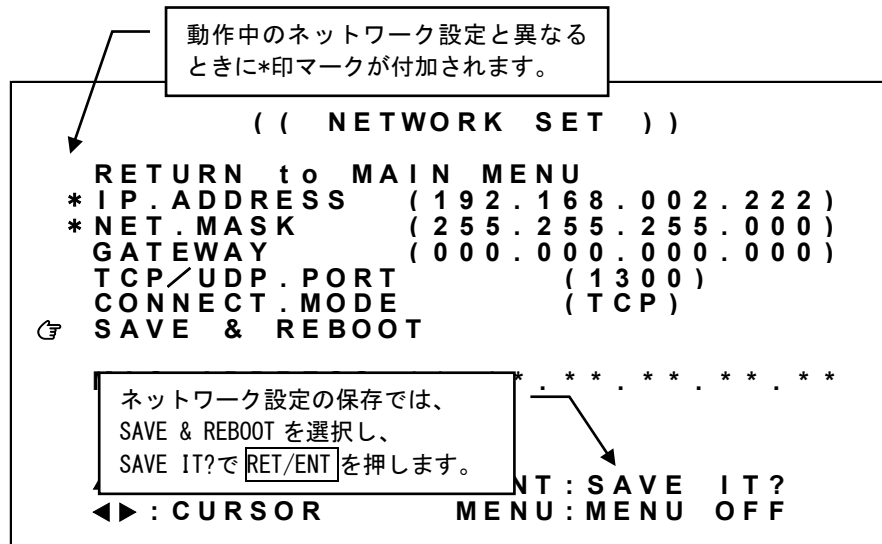 動作中のネットワーク設定と異なる
ときに*印マークが付加されます。
(( NETWORK SET ))
RETURN to MAIN MENU
*IP.ADDRESS (192.168.002.222)
*NET.MASK (255.255.255.000)
GATEWAY (000.000.000.000)
TCP/UDP.PORT (1300)
CONNECT.MODE (TCP)
☞ SAVE & REBOOT
*.**.**.**.**
ネットワーク設定の保存では、
SAVE & REBOOT を選択し、
SAVE IT?で RET/ENT を押します。
NT:SAVE IT?
◀▶:CURSOR MENU:MENU OFF